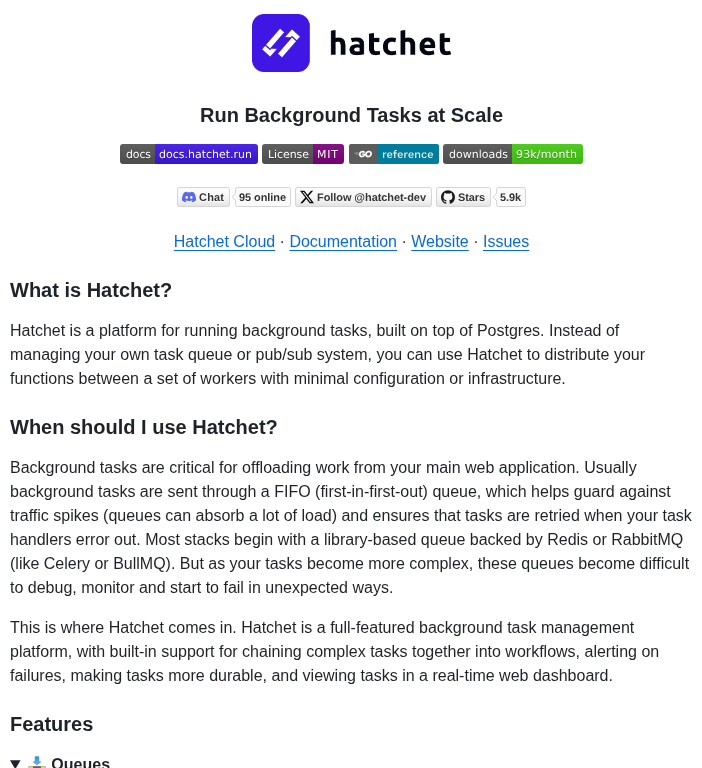 hatchet
Run Background Tasks at Scale
docs docs.hatchet.run License MIT GO reference downloads 93k/month
Chat 95 online Follow @hatchet-dev Stars 5.9k
Hatchet Cloud · Documentation · Website · Issues
What is Hatchet?
Hatchet is a platform for running background tasks, built on top of Postgres. Instead of
managing your own task queue or pub/sub system, you can use Hatchet to distribute your
functions between a set of workers with minimal configuration or infrastructure.
When should I use Hatchet?
Background tasks are critical for offloading work from your main web application. Usually
background tasks are sent through a FIFO (first-in-first-out) queue, which helps guard against
traffic spikes (queues can absorb a lot of load) and ensures that tasks are retried when your task
handlers error out. Most stacks begin with a library-based queue backed by Redis or RabbitMQ
(like Celery or BullMQ). But as your tasks become more complex, these queues become difficult
to debug, monitor and start to fail in unexpected ways.
This is where Hatchet comes in. Hatchet is a full-featured background task management
platform, with built-in support for chaining complex tasks together into workflows, alerting on
failures, making tasks more durable, and viewing tasks in a real-time web dashboard.
Features
▼ 📥 Queues